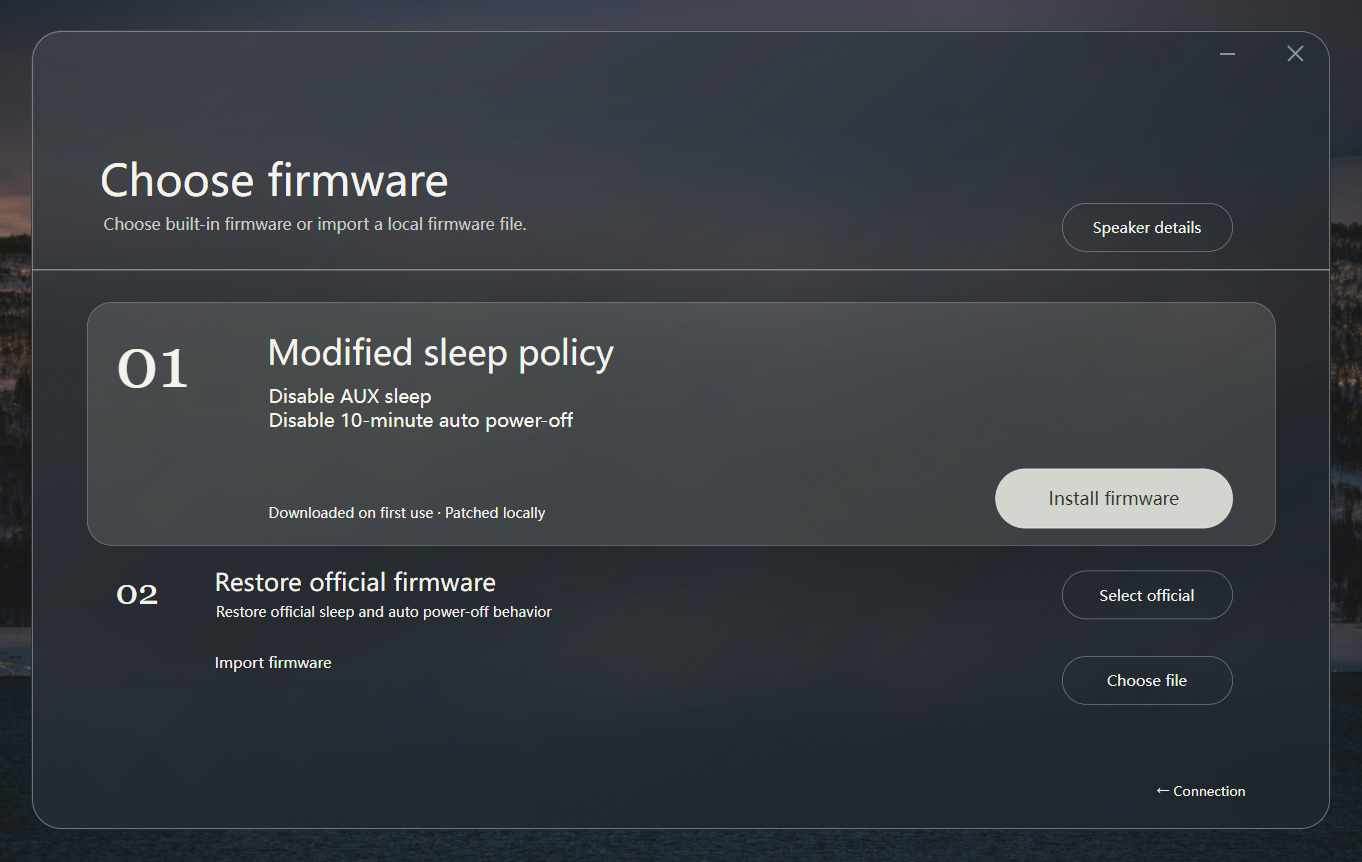 Choose firmware
Choose built-in firmware or import a local firmware file.
Speaker details
01
Modified sleep policy
Disable AUX sleep
Disable 10-minute auto power-off
Downloaded on first use · Patched locally
Install firmware
02
Restore official firmware
Restore official sleep and auto power-off behavior
Select official
Import firmware
Choose file
← Connection